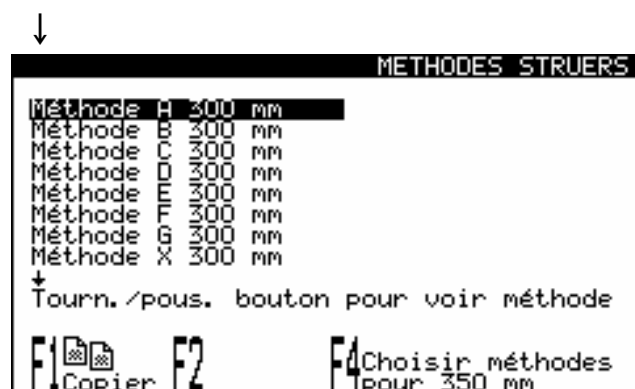 METHODES STRUERS
Méthode A 300 mm
Méthode B 300 mm
Méthode C 300 mm
Méthode D 300 mm
Méthode E 300 mm
Méthode F 300 mm
Méthode G 300 mm
Méthode X 300 mm
Tourn./pous. bouton pour voir méthode
F1 Copier F2 F4 Choisir méthodes
pour 350 mm